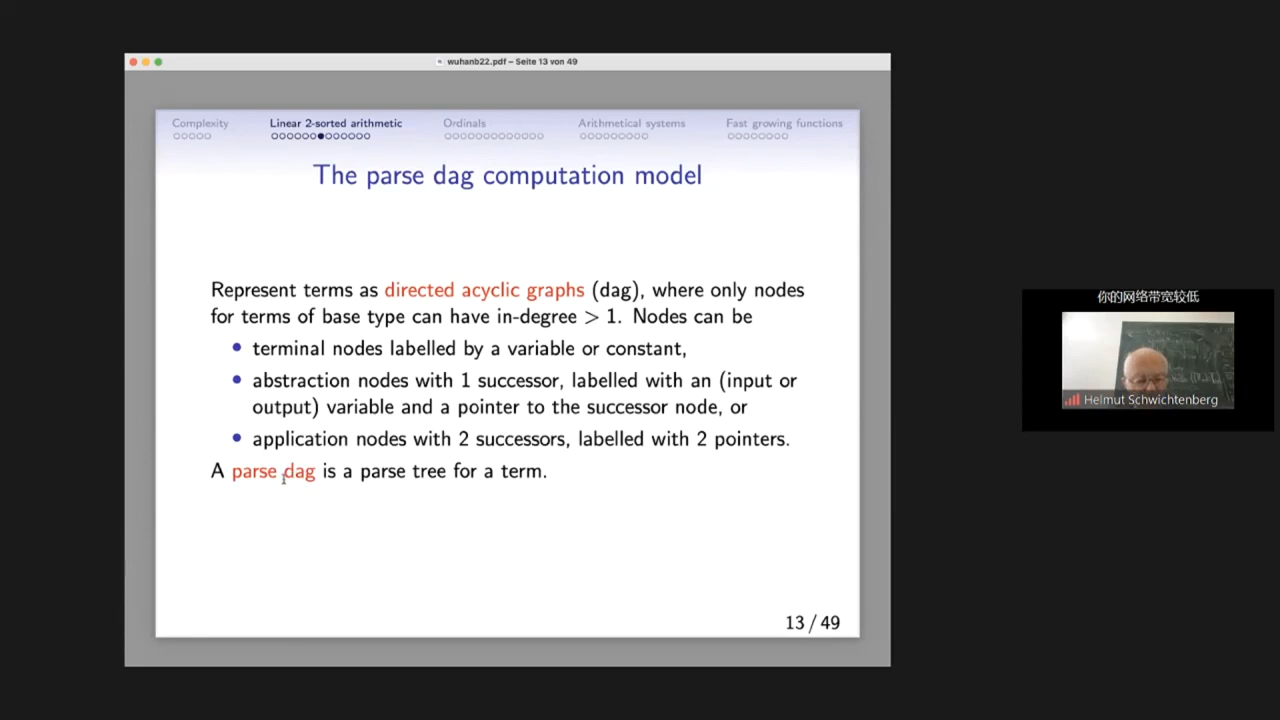 wuhanb22.pdf – Seite 13 von 49
Complexity Linear 2-sorted arithmetic Ordinals Arithmetical systems Fast growing functions
The parse dag computation model
Represent terms as directed acyclic graphs (dag), where only nodes
for terms of base type can have in-degree > 1. Nodes can be
• terminal nodes labelled by a variable or constant,
• abstraction nodes with 1 successor, labelled with an (input or
output) variable and a pointer to the successor node, or
• application nodes with 2 successors, labelled with 2 pointers.
A parse dag is a parse tree for a term.
13 / 49
你的网络带宽较低
Helmut Schwichtenberg